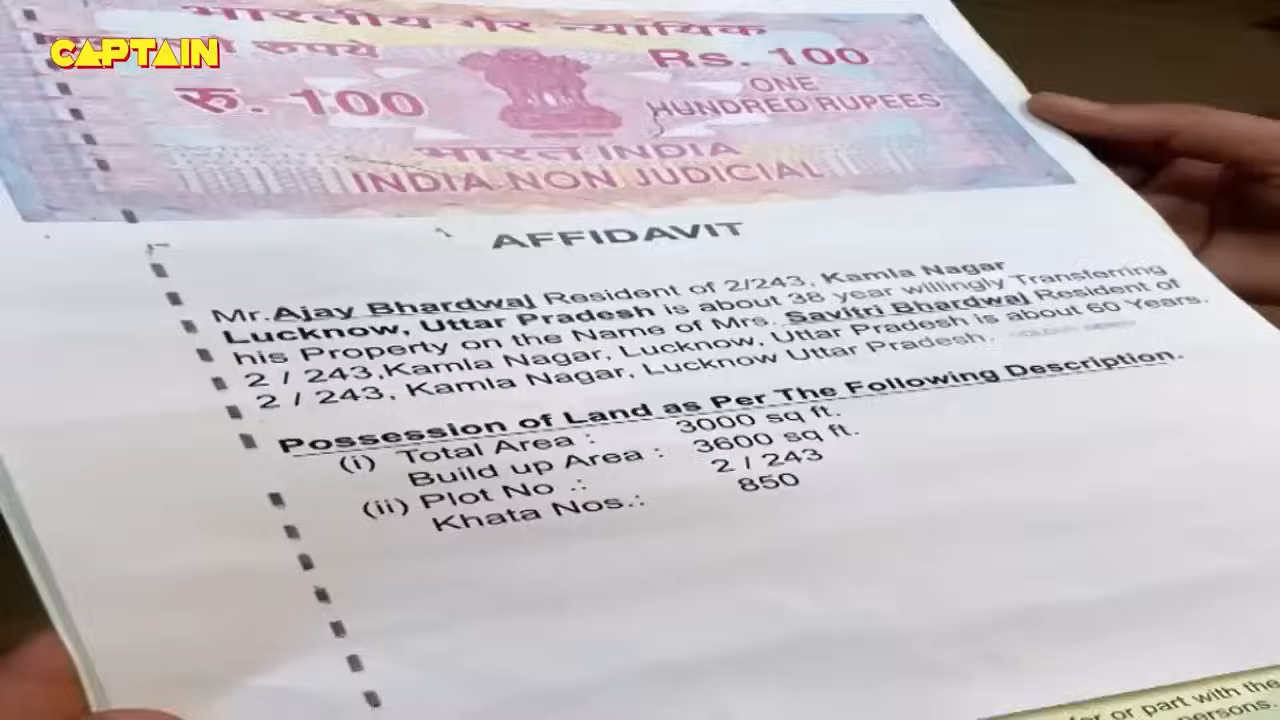 CAPTAIN
भारतीय गैर न्यायिक
रुपये
Rs. 100
रु. 100
ONE
HUNDRED RUPEES
भारत INDIA
INDIA NON JUDICIAL
AFFIDAVIT
Mr.Ajay Bhardwaj Resident of 2/243, Kamla Nagar
Lucknow, Uttar Pradesh is about 38 year willingly Transferring
his Property on the Name of Mrs. Savitri Bhardwaj Resident of
2 / 243,Kamla Nagar, Lucknow, Uttar Pradesh is about 60 Years.
2 / 243, Kamla Nagar, Lucknow Uttar Pradesh.
Possession of Land as Per The Following Description.
(i) Total Area : 3000 sq ft.
Build up Area : 3600 sq ft.
(ii) Plot No .: 2 / 243
Khata Nos.: 850
or part with the
persons.